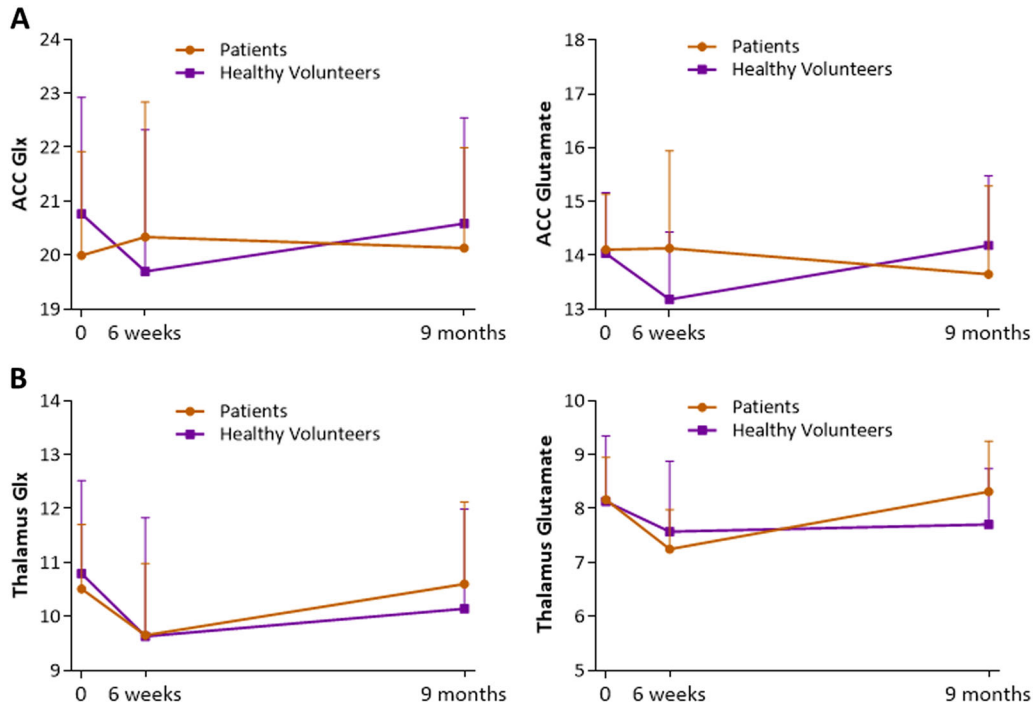 A
ACC Glx
24
23
22
21
20
19
Patients
Healthy Volunteers
0 6 weeks 9 months
ACC Glutamate
18
17
16
15
14
13
Patients
Healthy Volunteers
0 6 weeks 9 months
B
Thalamus Glx
14
13
12
11
10
9
Patients
Healthy Volunteers
0 6 weeks 9 months
Thalamus Glutamate
10
9
8
7
6
5
Patients
Healthy Volunteers
0 6 weeks 9 months